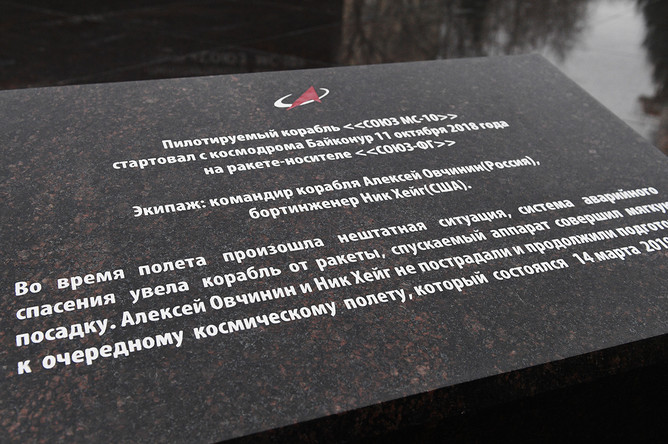 Пилотируемый корабль <<СОЮЗ МС-10>>
стартовал с космодрома Байконур 11 октября 2018 года
на ракете-носителе <<СОЮЗ-ФГ>>
Экипаж: командир корабля Алексей Овчинин(Россия),
бортинженер Ник Хейг(США).
Во время полета произошла нештатная ситуация, система аварийного
спасения увела корабль от ракеты, спускаемый аппарат совершил мягкую
посадку. Алексей Овчинин и Ник Хейг не пострадали и продолжили
к очередному космическому полету, который состоялся 14 марта